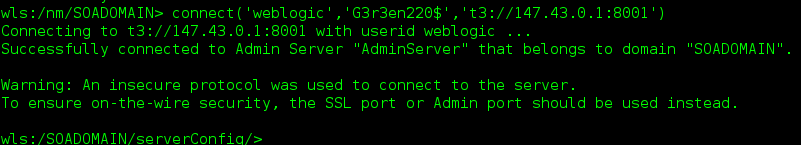 wls:/nm/SOADOMAIN> connect('weblogic','G3r3en220$','t3://147.43.0.1:8001')
Connecting to t3://147.43.0.1:8001 with userid weblogic ...
Successfully connected to Admin Server "AdminServer" that belongs to domain "SOADOMAIN".
Warning: An insecure protocol was used to connect to the server.
To ensure on-the-wire security, the SSL port or Admin port should be used instead.
wls:/SOADOMAIN/serverConfig/>